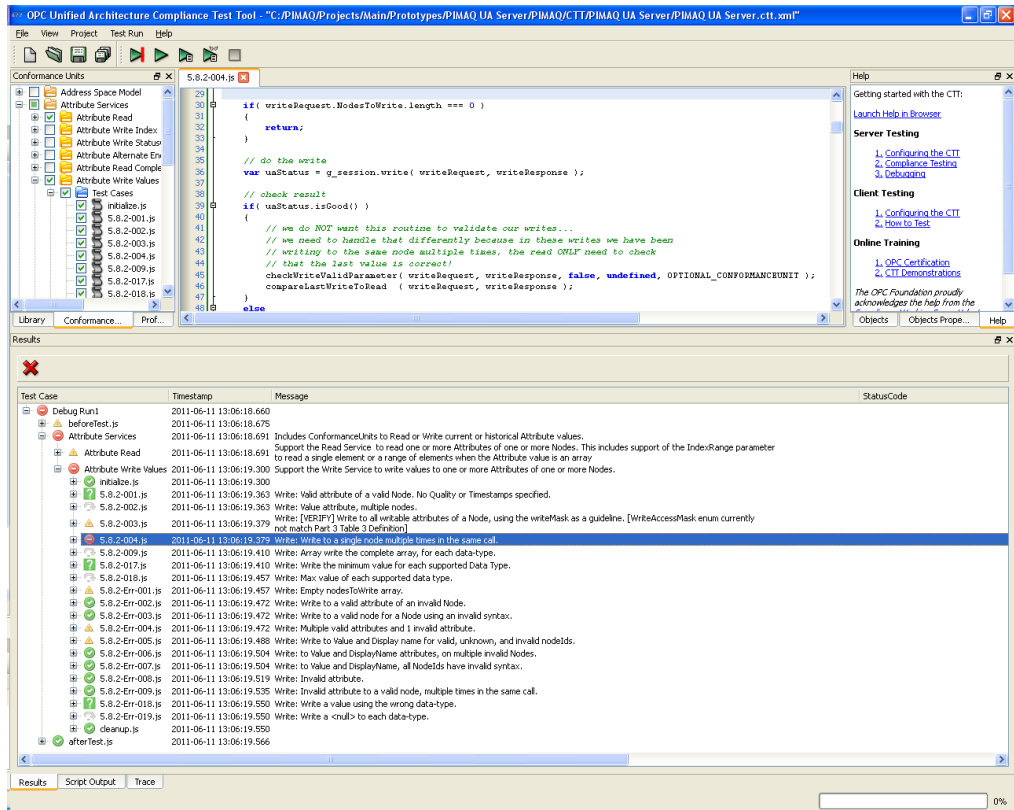 OPC Unified Architecture Compliance Test Tool - "C:/PIMAQ/Projects/Main/Prototypes/PIMAQ UA Server/PIMAQ/CTT/PIMAQ UA Server/PIMAQ UA Server.ctt.xml"
File View Project Test Run Help
Conformance Units
Address Space Model
Attribute Services
Attribute Read
Attribute Write Index
Attribute Write Status
Attribute Alternate En
Attribute Read Comple
Attribute Write Values
Test Cases
initialize.js
5.8.2-001.js
5.8.2-002.js
5.8.2-003.js
5.8.2-004.js
5.8.2-009.js
5.8.2-017.js
5.8.2-018.js
Library Conformance... Prof...
5.8.2-004.js
29
30 if( writeRequest.NodesToWrite.length === 0 )
31 {
32 return;
33 }
34
35 // do the write
36 var uaStatus = g_session.write( writeRequest, writeResponse );
37
38 // check result
39 if( uaStatus.isGood() )
40 {
41 // we do NOT want this routine to validate our writes...
42 // we need to handle that differently because in these writes we have been
43 // writing to the same node multiple times, the read ONLY need to check
44 // that the last value is correct!
45 checkWriteValidParameter( writeRequest, writeResponse, false, undefined, OPTIONAL_CONFORMANCEUNIT );
46 compareLastWriteToRead ( writeRequest, writeResponse );
47 }
48 else
Help
Getting started with the CTT:
Launch Help in Browser
Server Testing
1. Configuring the CTT
2. Compliance Testing
3. Debugging
Client Testing
1. Configuring the CTT
2. How to Test
Online Training
1. OPC Certification
2. CTT Demonstrations
The OPC Foundation proudly
acknowledges the help from the
Objects Objects Prope... Help
Results
Test Case Timestamp Message StatusCode
Debug Run1 2011-06-11 13:06:18.660
beforeTest.js 2011-06-11 13:06:18.675
Attribute Services 2011-06-11 13:06:18.691 Includes ConformanceUnits to Read or Write current or historical Attribute values.
Attribute Read 2011-06-11 13:06:18.691 Support the Read Service to read one or more Attributes of one or more Nodes. This includes support of the IndexRange parameter
to read a single element or a range of elements when the Attribute value is an array
Attribute Write Values 2011-06-11 13:06:19.300 Support the Write Service to write values to one or more Attributes of one or more Nodes.
initialize.js 2011-06-11 13:06:19.300
5.8.2-001.js 2011-06-11 13:06:19.363 Write: Valid attribute of a valid Node. No Quality or Timestamps specified.
5.8.2-002.js 2011-06-11 13:06:19.363 Write: Value attribute, multiple nodes.
5.8.2-003.js 2011-06-11 13:06:19.379 Write: [VERIFY] Write to all writable attributes of a Node, using the writeMask as a guideline. [WriteAccessMask enum currently
not match Part 3 Table 3 Definition]
5.8.2-004.js 2011-06-11 13:06:19.379 Write: Write to a single node multiple times in the same call.
5.8.2-009.js 2011-06-11 13:06:19.410 Write: Array write the complete array, for each data-type.
5.8.2-017.js 2011-06-11 13:06:19.410 Write: Write the minimum value for each supported Data Type.
5.8.2-018.js 2011-06-11 13:06:19.457 Write: Max value of each supported data type.
5.8.2-Err-001.js 2011-06-11 13:06:19.457 Write: Empty nodesToWrite array.
5.8.2-Err-002.js 2011-06-11 13:06:19.472 Write: Write to a valid attribute of an invalid Node.
5.8.2-Err-003.js 2011-06-11 13:06:19.472 Write: Write to a valid node for a Node using an invalid syntax.
5.8.2-Err-004.js 2011-06-11 13:06:19.472 Write: Multiple valid attributes and 1 invalid attribute.
5.8.2-Err-005.js 2011-06-11 13:06:19.488 Write: Write to Value and Display name for valid, unknown, and invalid nodeIds.
5.8.2-Err-006.js 2011-06-11 13:06:19.504 Write: to Value and DisplayName attributes, on multiple invalid Nodes.
5.8.2-Err-007.js 2011-06-11 13:06:19.504 Write: to Value and DisplayName, all NodeIds have invalid syntax.
5.8.2-Err-008.js 2011-06-11 13:06:19.519 Write: Invalid attribute.
5.8.2-Err-009.js 2011-06-11 13:06:19.535 Write: Invalid attribute to a valid node, multiple times in the same call.
5.8.2-Err-018.js 2011-06-11 13:06:19.550 Write: Write a value using the wrong data-type.
5.8.2-Err-019.js 2011-06-11 13:06:19.550 Write: Write a <null> to each data-type.
cleanup.js 2011-06-11 13:06:19.550
afterTest.js 2011-06-11 13:06:19.566
Results Script Output Trace
0%